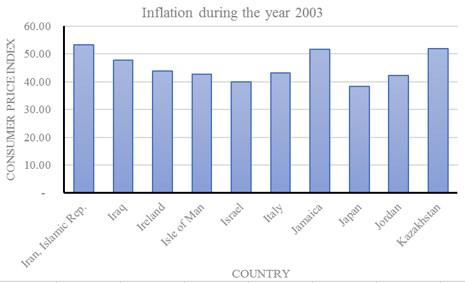 Inflation during the year 2003
CONSUMER PRICE INDEX
60.00
50.00
40.00
30.00
20.00
10.00
-
Iran, Islamic Rep.
Iraq
Ireland
Isle of Man
Israel
Italy
Jamaica
Japan
Jordan
Kazakhstan
COUNTRY